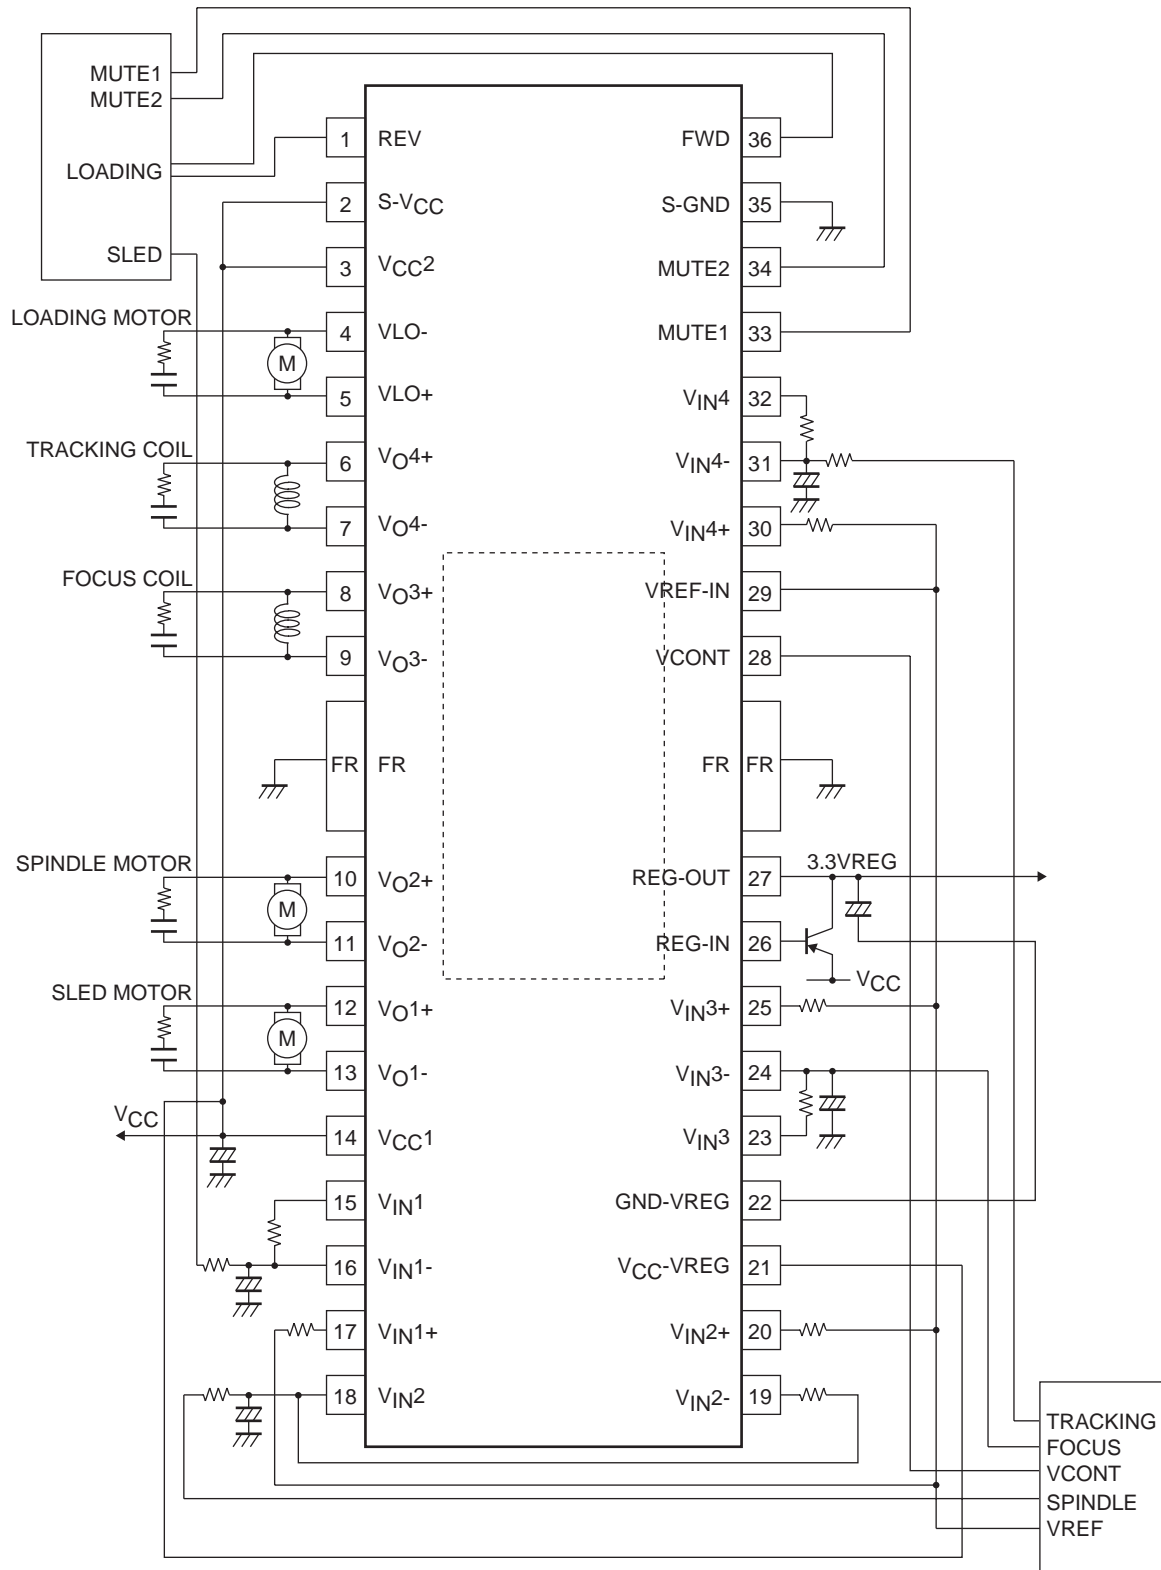 MUTE1
MUTE2
LOADING
SLED
1 REV FWD 36
2 S-VCC S-GND 35
3 VCC2 MUTE2 34
LOADING MOTOR
4 VLO- MUTE1 33
M
5 VLO+ VIN4 32
TRACKING COIL
6 VO4+ VIN4- 31
7 VO4- VIN4+ 30
FOCUS COIL
8 VO3+ VREF-IN 29
9 VO3- VCONT 28
FR FR FR FR
SPINDLE MOTOR
3.3VREG
10 VO2+ REG-OUT 27
M
11 VO2- REG-IN 26
VCC
SLED MOTOR
12 VO1+ VIN3+ 25
M
13 VO1- VIN3- 24
VCC
14 VCC1 VIN3 23
15 VIN1 GND-VREG 22
16 VIN1- VCC-VREG 21
17 VIN1+ VIN2+ 20
18 VIN2 VIN2- 19
TRACKING
FOCUS
VCONT
SPINDLE
VREF